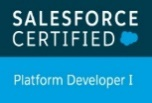 SALESFORCE
CERTIFIED
Platform Developer I